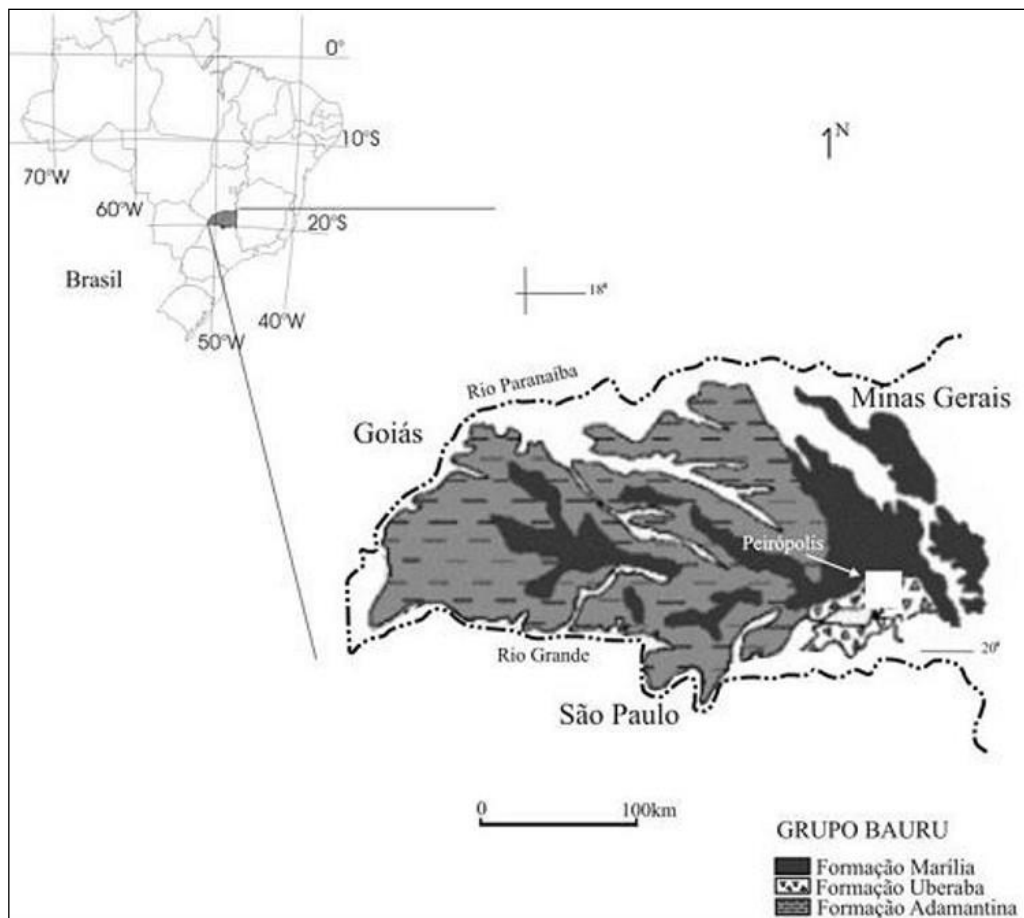 0°
10°S
70°W
60°W
20°S
Brasil
40°W
50°W
N
18°
Rio Paranaíba
Minas Gerais
Goiás
Peirópolis
Rio Grande
20°
São Paulo
0 100km
GRUPO BAURU
Formação Marília
Formação Uberaba
Formação Adamantina